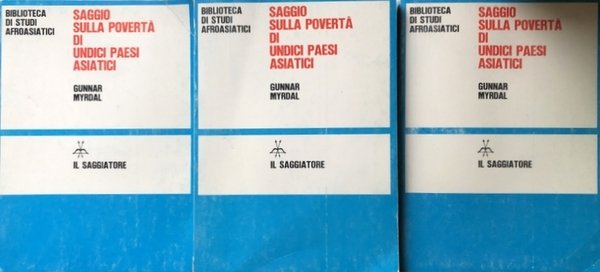 BIBLIOTECA
DI STUDI
AFROASIATICI
SAGGIO
SULLA POVERTÀ
DI
UNDICI PAESI
ASIATICI
GUNNAR
MYRDAL
IL SAGGIATORE
BIBLIOTECA
DI STUDI
AFROASIATICI
SAGGIO
SULLA POVERTÀ
DI
UNDICI PAESI
ASIATICI
GUNNAR
MYRDAL
IL SAGGIATORE
BIBLIOTECA
DI STUDI
AFROASIATICI
SAGGIO
SULLA POVERTÀ
DI
UNDICI PAESI
ASIATICI
GUNNAR
MYRDAL
IL SAGGIATORE